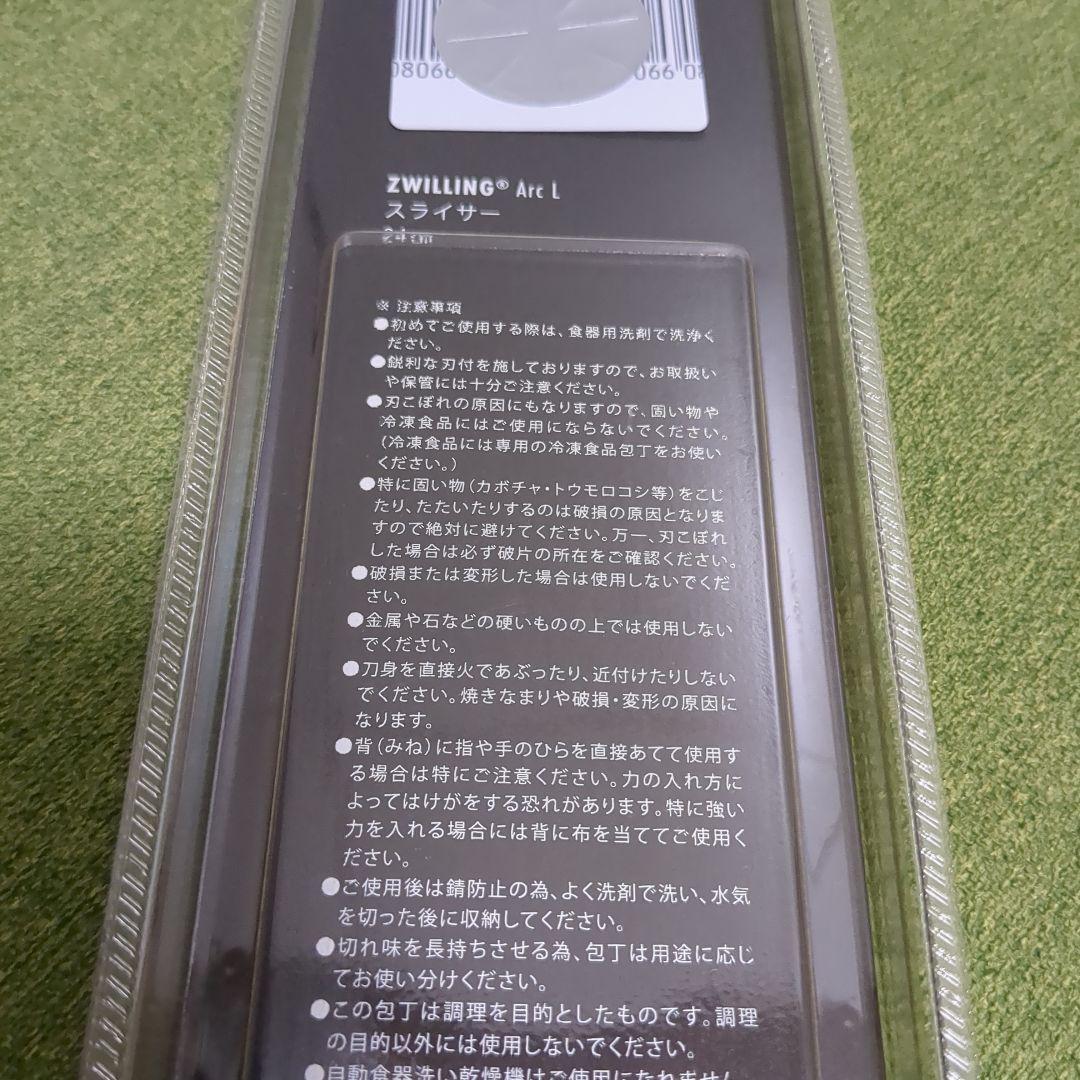 ZWILLING® Arc L
スライサー
24cm
※ 注意事項
●初めてご使用する際は、食器用洗剤で洗浄く
ださい。
●鋭利な刃付を施しておりますので、お取扱い
や保管には十分ご注意ください。
●刃こぼれの原因にもなりますので、固い物や
冷凍食品にはご使用にならないでください。
(冷凍食品には専用の冷凍食品包丁をお使い
ください。)
●特に固い物(カボチャ・トウモロコシ等)をこじ
たり、たたいたりするのは破損の原因となりま
すので絶対に避けてください。万一、刃こぼれ
した場合は必ず破片の所在をご確認ください。
●破損または変形した場合は使用しないでくだ
さい。
●金属や石などの硬いものの上では使用しない
でください。
●刀身を直接火であぶったり、近付けたりしない
でください。焼きなまりや破損・変形の原因に
なります。
●背(みね)に指や手のひらを直接あてて使用す
る場合は特にご注意ください。力の入れ方に
よってはけがをする恐れがあります。特に強い
力を入れる場合には背に布を当ててご使用く
ださい。
●ご使用後は錆防止の為、よく洗剤で洗い、水気
を切った後に収納してください。
●切れ味を長持ちさせる為、包丁は用途に応じ
てお使い分けください。
●この包丁は調理を目的としたものです。調理
の目的以外には使用しないでください。
●自動食器洗い乾燥機はご使用になれません